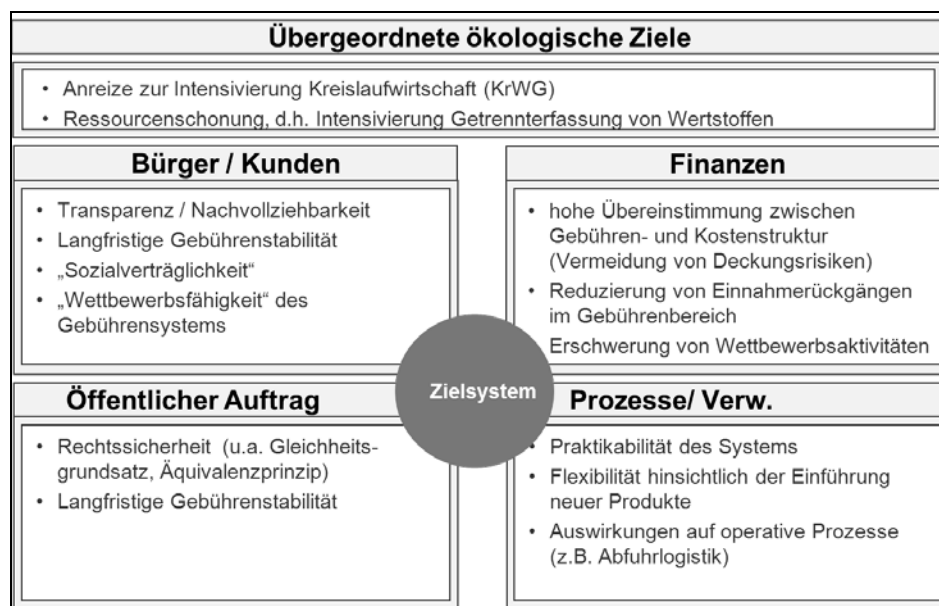 Übergeordnete ökologische Ziele
• Anreize zur Intensivierung Kreislaufwirtschaft (KrWG)
• Ressourcenschonung, d.h. Intensivierung Getrennterfassung von Wertstoffen
Bürger / Kunden
• Transparenz / Nachvollziehbarkeit
• Langfristige Gebührenstabilität
• „Sozialverträglichkeit“
• „Wettbewerbsfähigkeit“ des
Gebührensystems
Finanzen
• hohe Übereinstimmung zwischen
Gebühren- und Kostenstruktur
(Vermeidung von Deckungsrisiken)
• Reduzierung von Einnahmerückgängen
im Gebührenbereich
Erschwerung von Wettbewerbsaktivitäten
Zielsystem
Öffentlicher Auftrag
• Rechtssicherheit (u.a. Gleichheits-
grundsatz, Äquivalenzprinzip)
• Langfristige Gebührenstabilität
Prozesse/ Verw.
• Praktikabilität des Systems
• Flexibilität hinsichtlich der Einführung
neuer Produkte
• Auswirkungen auf operative Prozesse
(z.B. Abfuhrlogistik)